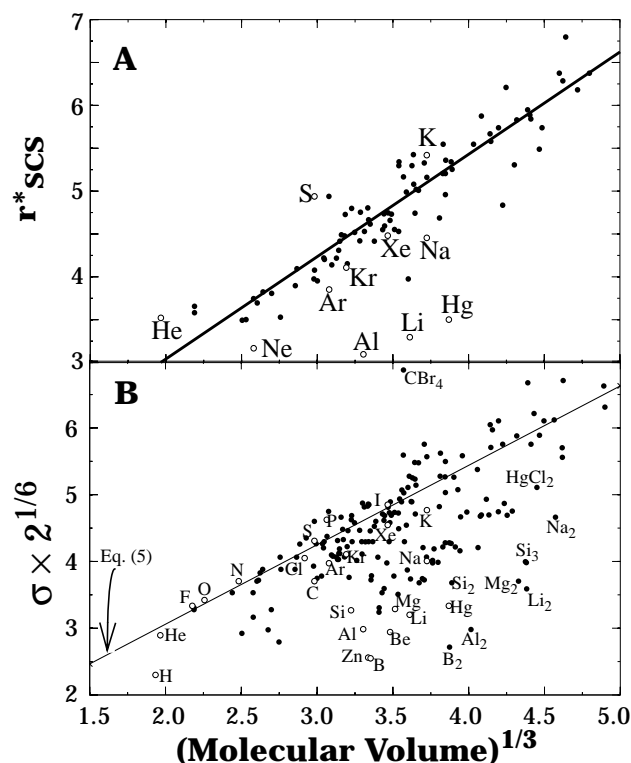 A
r*scs
7
6
5
4
3
K
S
Xe
Na
Kr
He
Ar
Hg
Li
Ne
Al
B
σ × 2^1/6
6
5
4
3
2
CBr4
HgCl2
I
P
K
Na2
S
Xe
Eq. (5)
N
Cl
Ar
Kr
Na
Si3
F
O
C
Si2
Mg2
Li2
Si
Mg
Hg
He
Al
Be
Li
Al2
H
Zn
B
B2
1.5 2.0 2.5 3.0 3.5 4.0 4.5 5.0
(Molecular Volume)^1/3